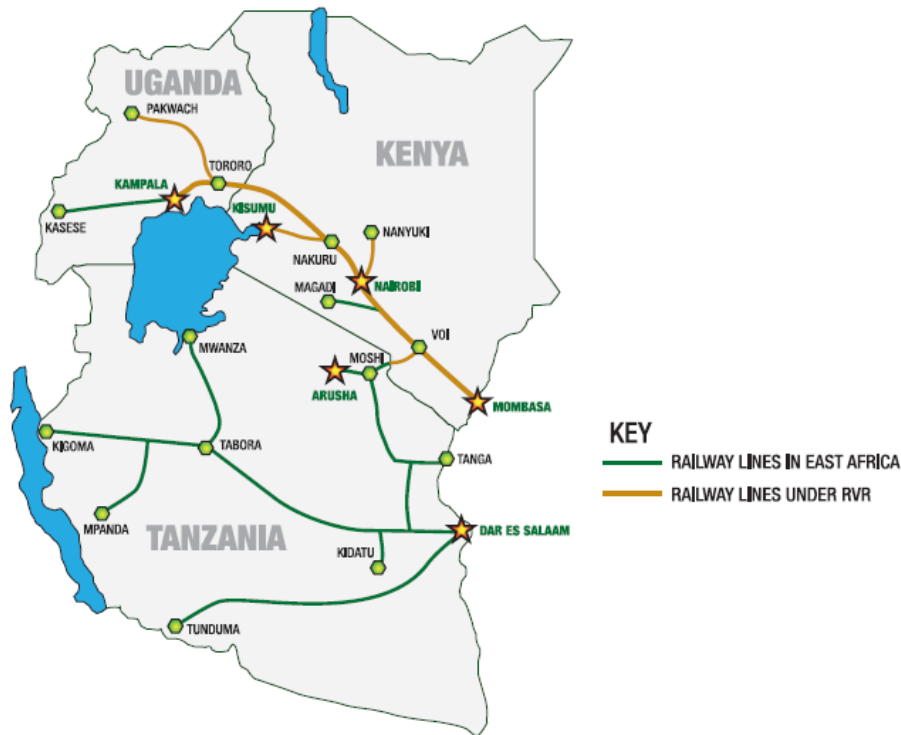 UGANDA
PAKWACH
KENYA
TORORO
KAMPALA
KISUMU
KASESE
NANYUKI
NAKURU
MAGADI
NAIROBI
VOI
MWANZA
MOSHI
ARUSHA
MOMBASA
KEY
KIGOMA
TABORA
TANGA
RAILWAY LINES IN EAST AFRICA
RAILWAY LINES UNDER RVR
MPANDA
TANZANIA
DAR ES SALAAM
KIDATU
TUNDUMA